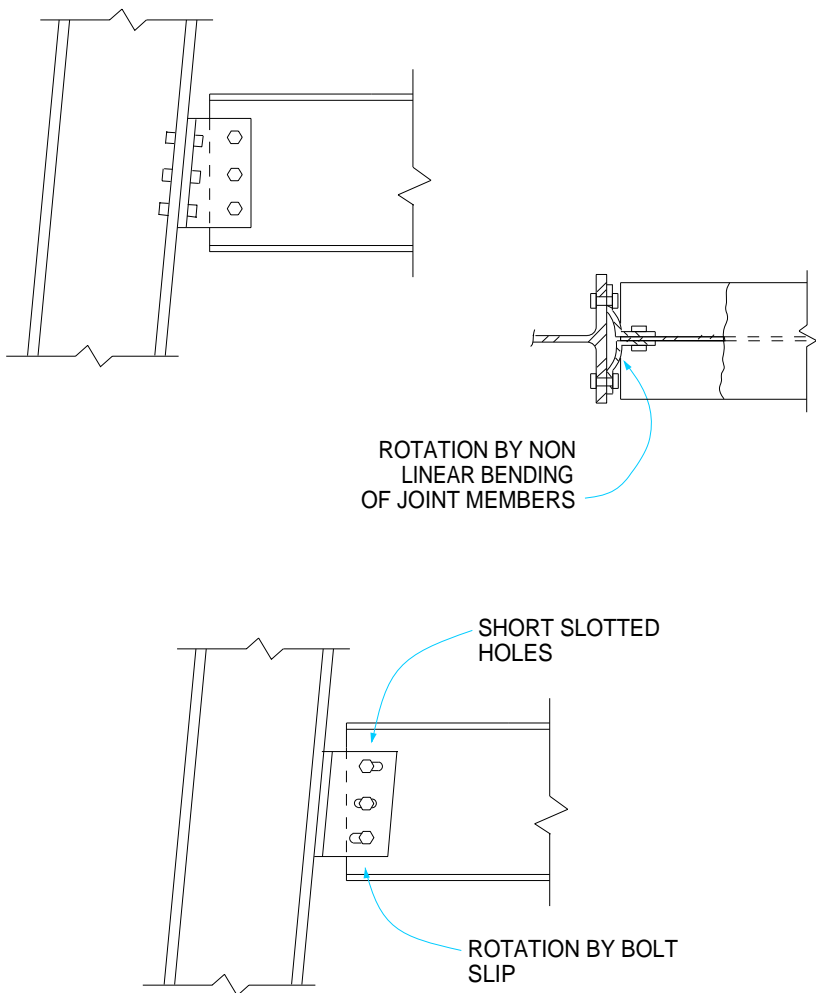 ROTATION BY NON
LINEAR BENDING
OF JOINT MEMBERS
SHORT SLOTTED
HOLES
ROTATION BY BOLT
SLIP